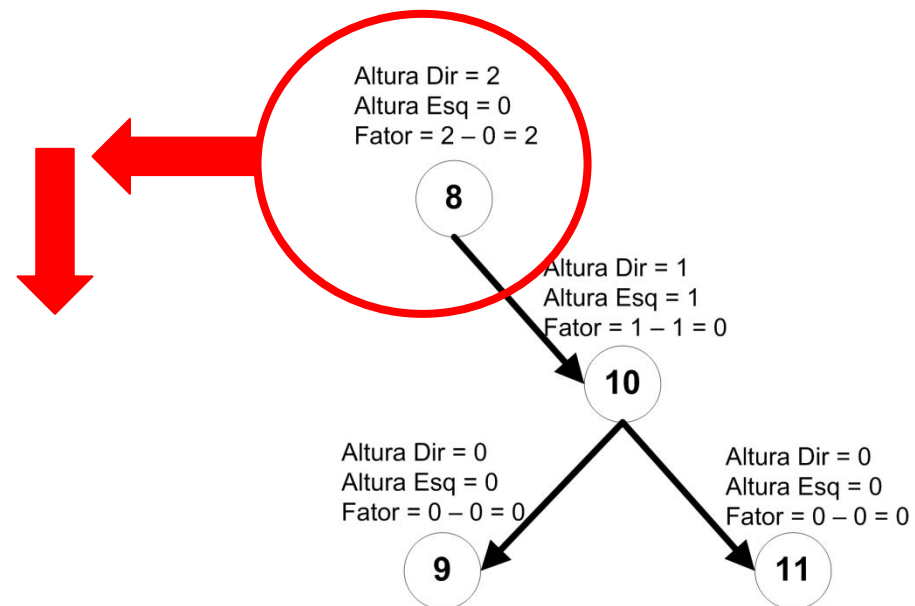 Altura Dir = 2
Altura Esq = 0
Fator = 2 – 0 = 2
8
Altura Dir = 1
Altura Esq = 1
Fator = 1 – 1 = 0
10
Altura Dir = 0
Altura Esq = 0
Fator = 0 – 0 = 0
9
Altura Dir = 0
Altura Esq = 0
Fator = 0 – 0 = 0
11